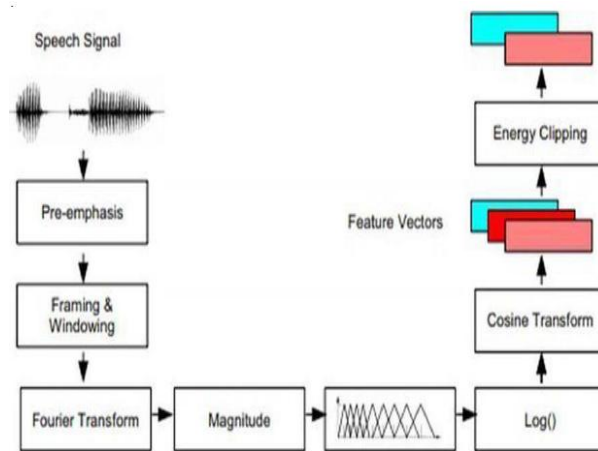 Speech Signal
Pre-emphasis
Framing &
Windowing
Fourier Transform
Magnitude
Log()
Cosine Transform
Feature Vectors
Energy Clipping